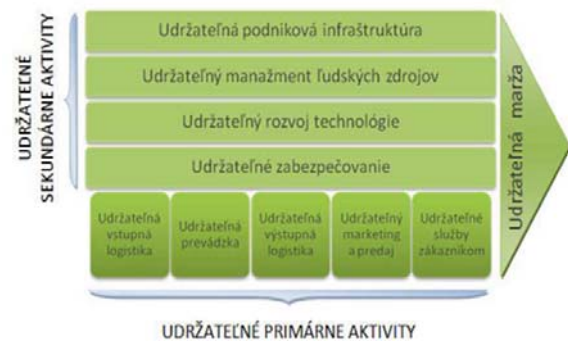 UDRŽATEĽNÉ
SEKUNDÁRNE AKTIVITY
Udržateľná podniková infraštruktúra
Udržateľný manažment ľudských zdrojov
Udržateľný rozvoj technológie
Udržateľné zabezpečovanie
Udržateľná
vstupná
logistika
Udržateľná
prevádzka
Udržateľná
výstupná
logistika
Udržateľný
marketing
a predaj
Udržateľné
služby
zákazníkom
Udržateľná marža
UDRŽATEĽNÉ PRIMÁRNE AKTIVITY